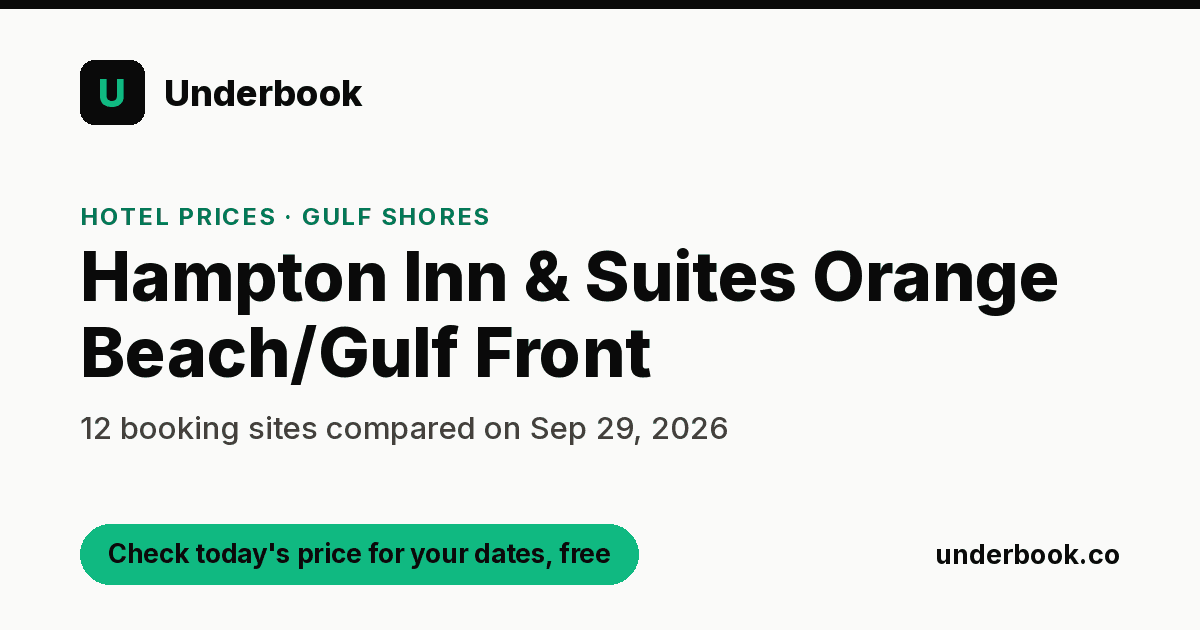 U Underbook
HOTEL PRICES · GULF SHORES
Hampton Inn & Suites Orange
Beach/Gulf Front
12 booking sites compared on Sep 29, 2026
Check today's price for your dates, free
underbook.co